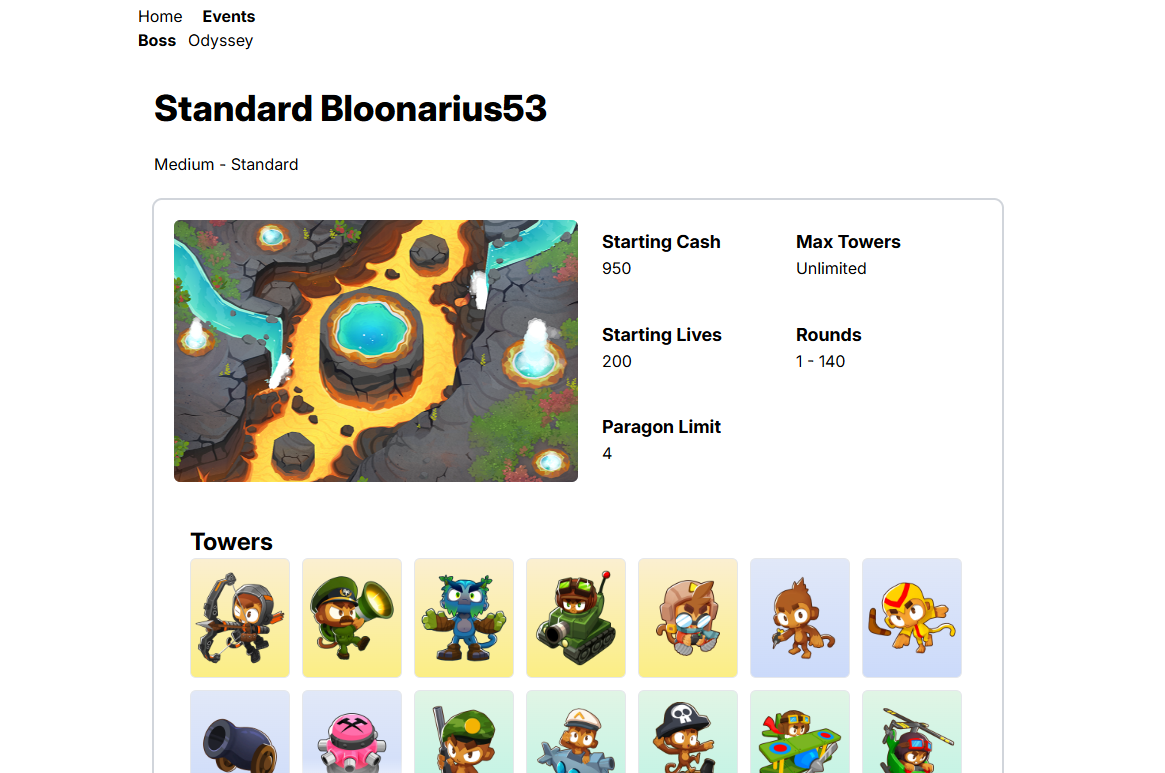 Home Events
Boss Odyssey
Standard Bloonarius53
Medium - Standard
Starting Cash
950
Max Towers
Unlimited
Starting Lives
200
Rounds
1 - 140
Paragon Limit
4
Towers